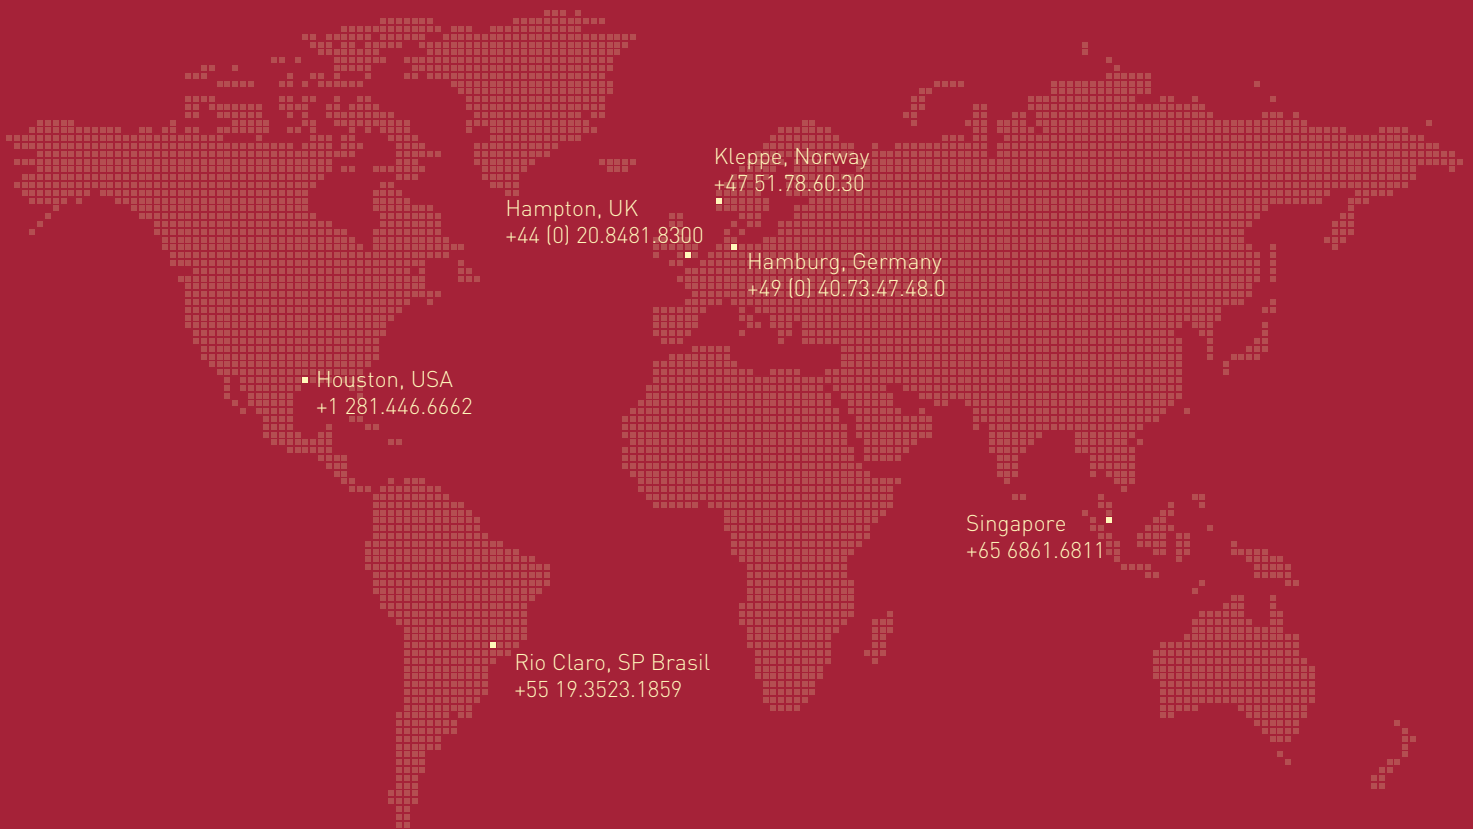 Kleppe, Norway
+47 51.78.60.30
Hampton, UK
+44 (0) 20.8481.8300
Hamburg, Germany
+49 (0) 40.73.47.48.0
Houston, USA
+1 281.446.6662
Singapore
+65 6861.6811
Rio Claro, SP Brasil
+55 19.3523.1859